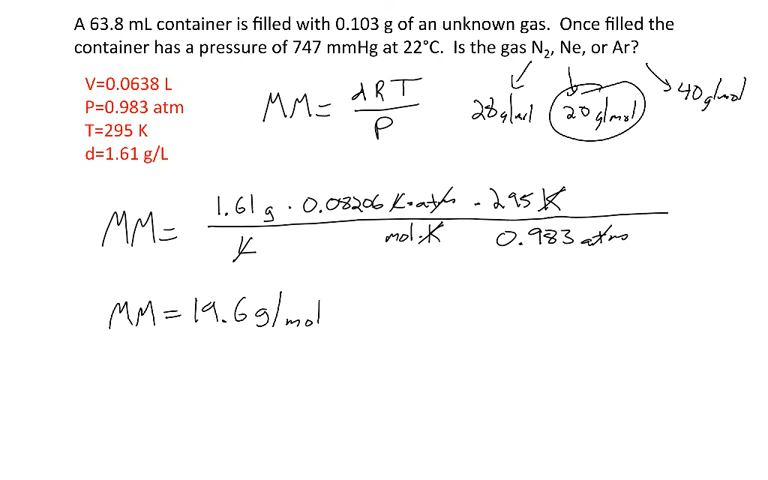 A 63.8 mL container is filled with 0.103 g of an unknown gas. Once filled the
container has a pressure of 747 mmHg at 22°C. Is the gas N₂, Ne, or Ar?
V=0.0638 L
P=0.983 atm
T=295 K
d=1.61 g/L
MM = dRT / P
28 g/mol 20 g/mol 40 g/mol
MM = 1.61 g · 0.08206 L·atm · 295 K
L mol·K 0.983 atm
MM = 19.6 g/mol